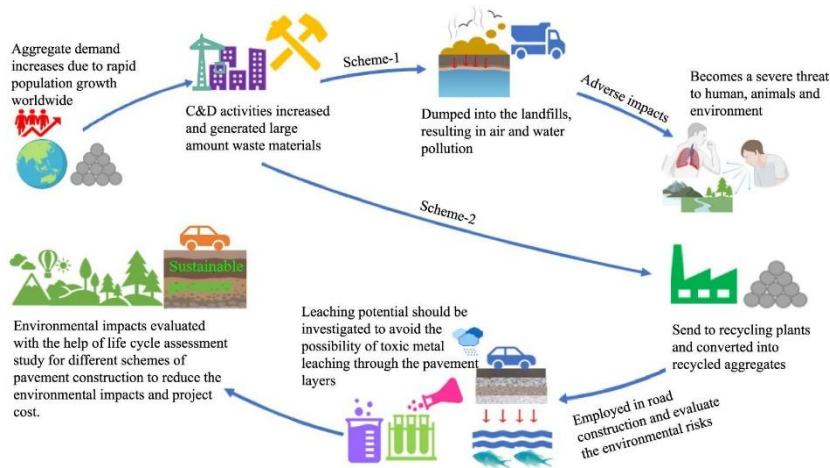 Aggregate demand
increases due to rapid
population growth
worldwide
C&D activities increased
and generated large
amount waste materials
Scheme-1
Dumped into the landfills,
resulting in air and water
pollution
Adverse impacts
Becomes a severe threat
to human, animals and
environment
Scheme-2
Send to recycling plants
and converted into
recycled aggregates
Employed in road
construction and evaluate
the environmental risks
Leaching potential should be
investigated to avoid the
possibility of toxic metal
leaching through the pavement
layers
Sustainable
pavement
Environmental impacts evaluated
with the help of life cycle assessment
study for different schemes of
pavement construction to reduce the
environmental impacts and project
cost.